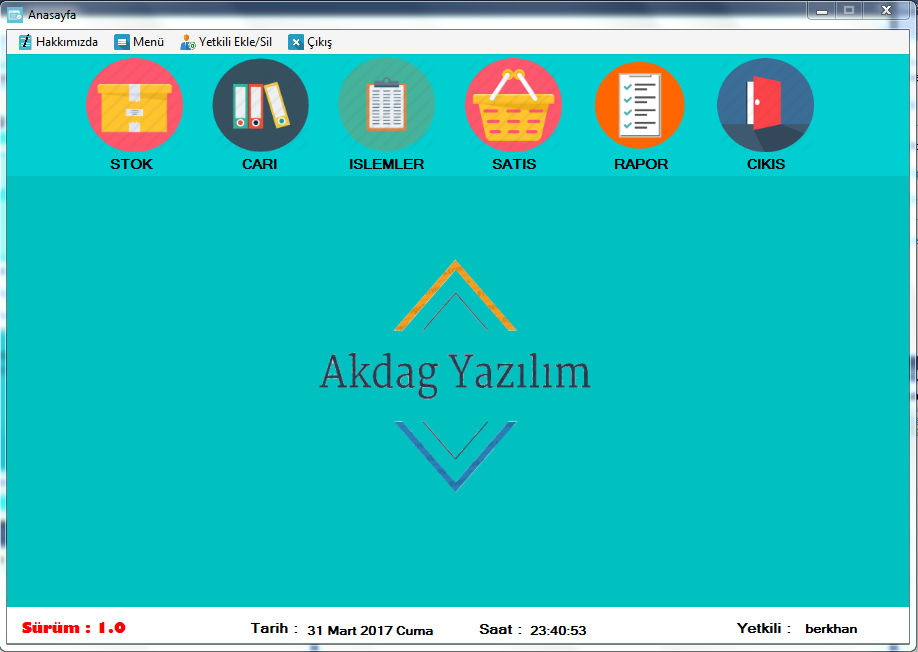 Anasayfa
Hakkımızda Menü Yetkili Ekle/Sil Çıkış
STOK CARI ISLEMLER SATIS RAPOR CIKIS
Akdag Yazılım
Sürüm : 1.0 Tarih : 31 Mart 2017 Cuma Saat : 23:40:53 Yetkili : berkhan